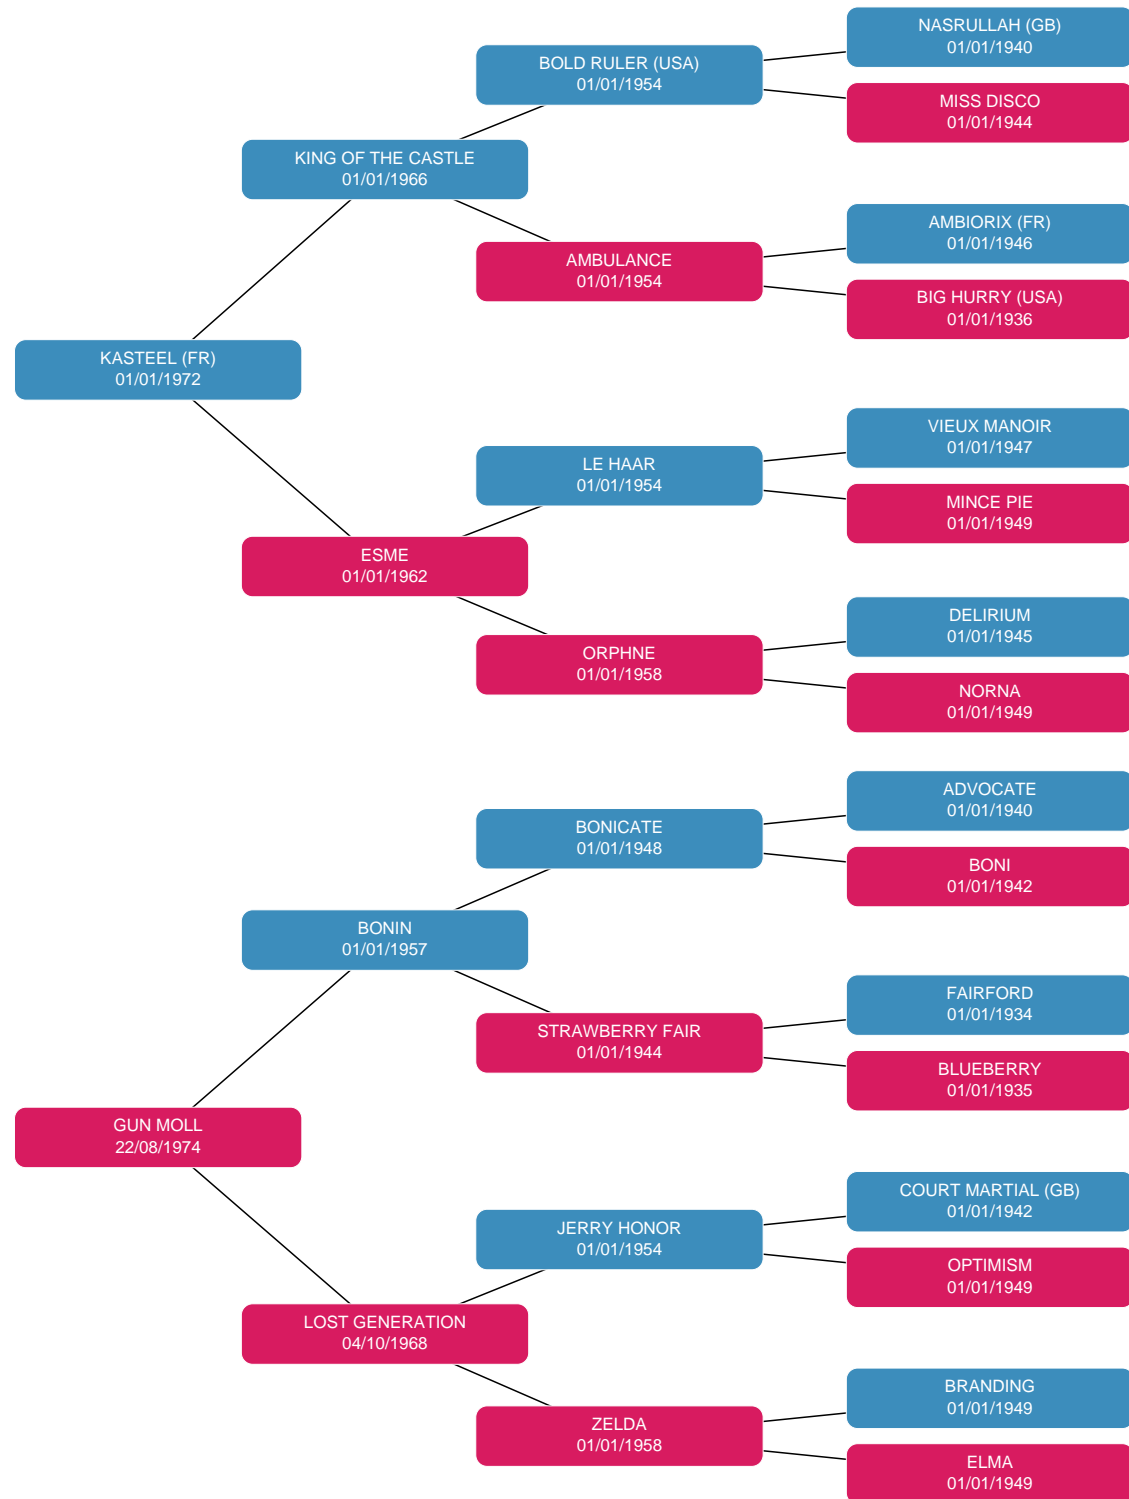 NASRULLAH (GB)
01/01/1940
BOLD RULER (USA)
01/01/1954
MISS DISCO
01/01/1944
KING OF THE CASTLE
01/01/1966
AMBIORIX (FR)
01/01/1946
AMBULANCE
01/01/1954
BIG HURRY (USA)
01/01/1936
KASTEEL (FR)
01/01/1972
VIEUX MANOIR
01/01/1947
LE HAAR
01/01/1954
MINCE PIE
01/01/1949
ESME
01/01/1962
DELIRIUM
01/01/1945
ORPHNE
01/01/1958
NORNA
01/01/1949
ADVOCATE
01/01/1940
BONICATE
01/01/1948
BONI
01/01/1942
BONIN
01/01/1957
FAIRFORD
01/01/1934
STRAWBERRY FAIR
01/01/1944
BLUEBERRY
01/01/1935
GUN MOLL
22/08/1974
COURT MARTIAL (GB)
01/01/1942
JERRY HONOR
01/01/1954
OPTIMISM
01/01/1949
LOST GENERATION
04/10/1968
BRANDING
01/01/1949
ZELDA
01/01/1958
ELMA
01/01/1949